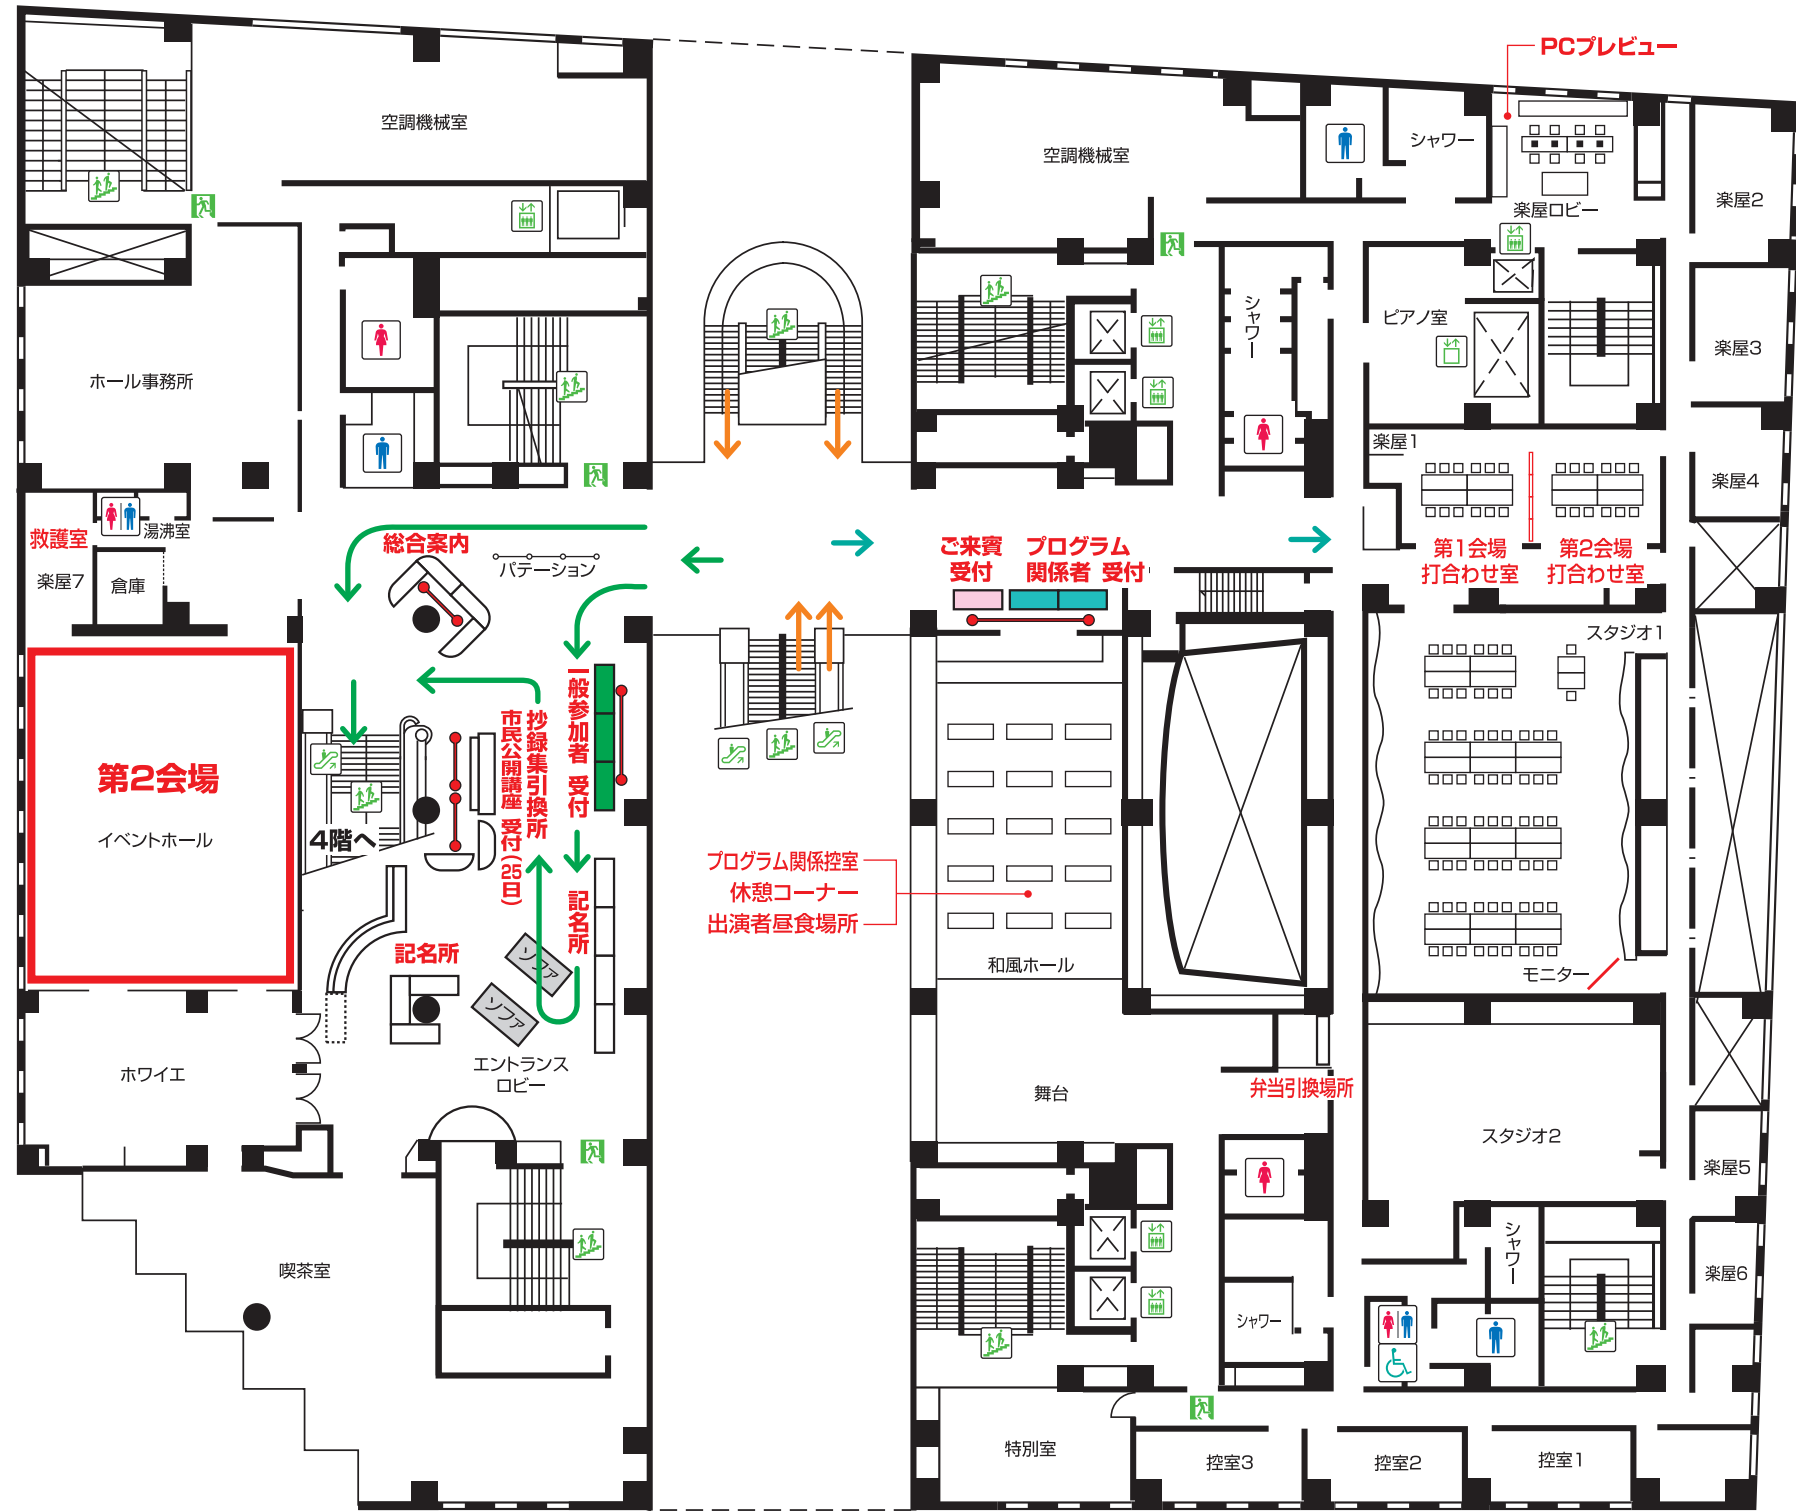 PCプレビュー
空調機械室
空調機械室
シャワー
楽屋ロビー
楽屋2
シャワー
ピアノ室
楽屋3
ホール事務所
楽屋1
楽屋4
救護室
湯沸室
楽屋7
倉庫
総合案内
パテーション
ご来賓
受付
プログラム
関係者 受付
第1会場
打合わせ室
第2会場
打合わせ室
スタジオ1
一般参加者 受付
抄録集引換所
市民公開講座 受付(25日)
第2会場
イベントホール
4階へ
プログラム関係控室
休憩コーナー
出演者昼食場所
記名所
記名所
ソファ
ソファ
和風ホール
モニター
エントランス
ロビー
ホワイエ
舞台
弁当引換場所
スタジオ2
楽屋5
喫茶室
シャワー
楽屋6
シャワー
特別室
控室3
控室2
控室1